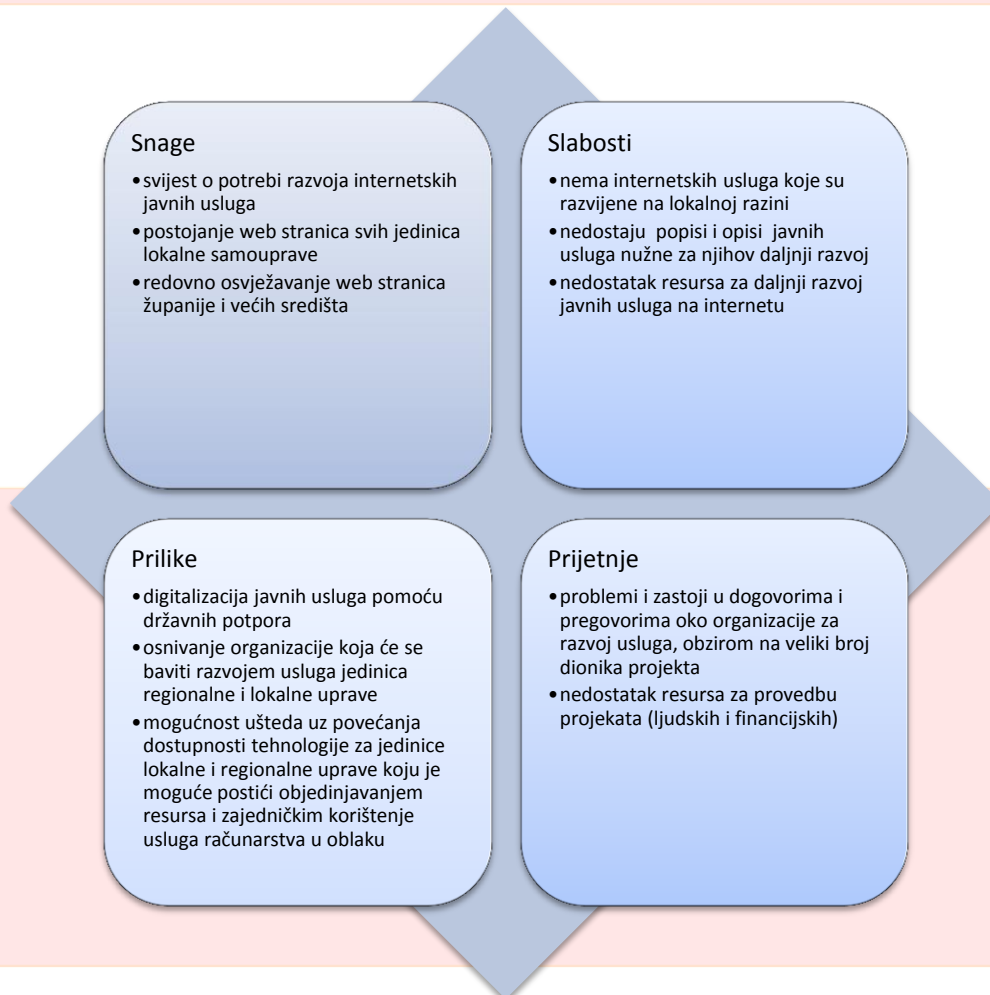 Snage
•svijest o potrebi razvoja internetskih
javnih usluga
•postojanje web stranica svih jedinica
lokalne samouprave
•redovno osvježavanje web stranica
županije i većih središta
Slabosti
•nema internetskih usluga koje su
razvijene na lokalnoj razini
•nedostaju popisi i opisi javnih
usluga nužne za njihov daljnji razvoj
•nedostatak resursa za daljnji razvoj
javnih usluga na internetu
Prilike
•digitalizacija javnih usluga pomoću
državnih potpora
•osnivanje organizacije koja će se
baviti razvojem usluga jedinica
regionalne i lokalne uprave
•mogućnost ušteda uz povećanja
dostupnosti tehnologije za jedinice
lokalne i regionalne uprave koju je
moguće postići objedinjavanjem
resursa i zajedničkim korištenje
usluga računarstva u oblaku
Prijetnje
•problemi i zastoji u dogovorima i
pregovorima oko organizacije za
razvoj usluga, obzirom na veliki broj
dionika projekta
•nedostatak resursa za provedbu
projekata (ljudskih i financijskih)